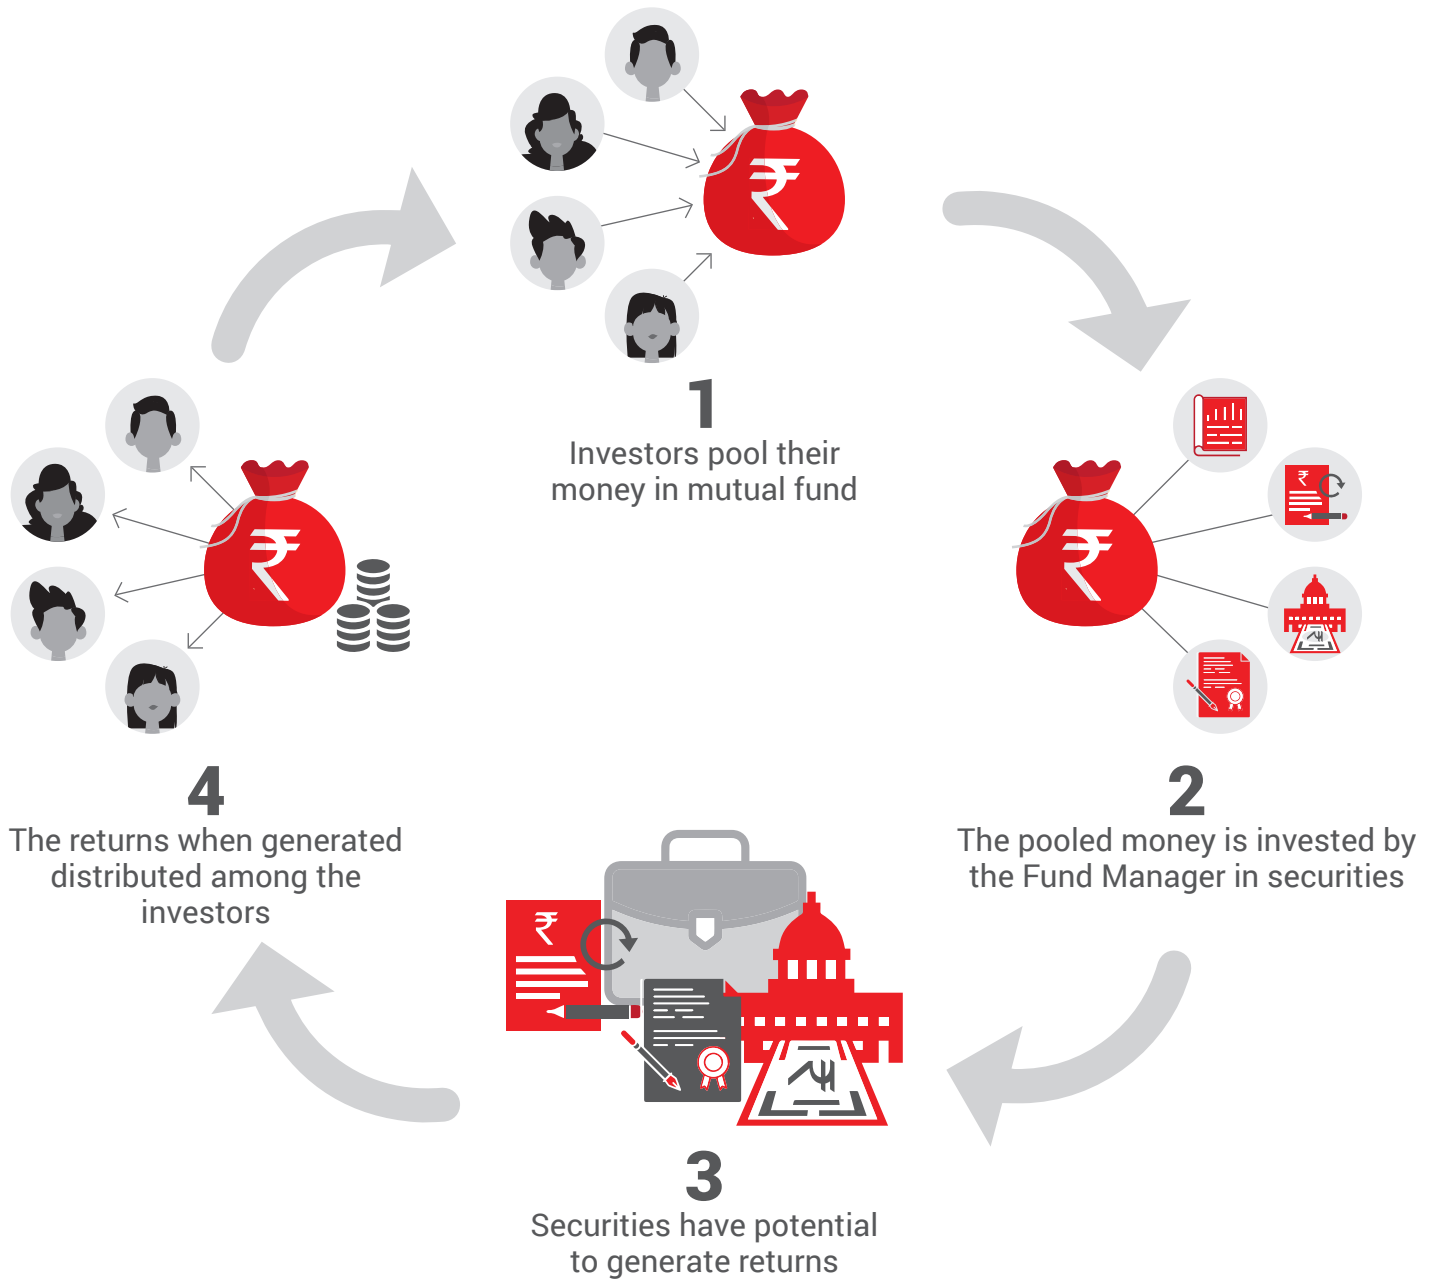 ₹
1
Investors pool their
money in mutual fund
₹
₹
2
The pooled money is invested by
the Fund Manager in securities
₹
₹
3
Securities have potential
to generate returns
₹
4
The returns when generated
distributed among the
investors